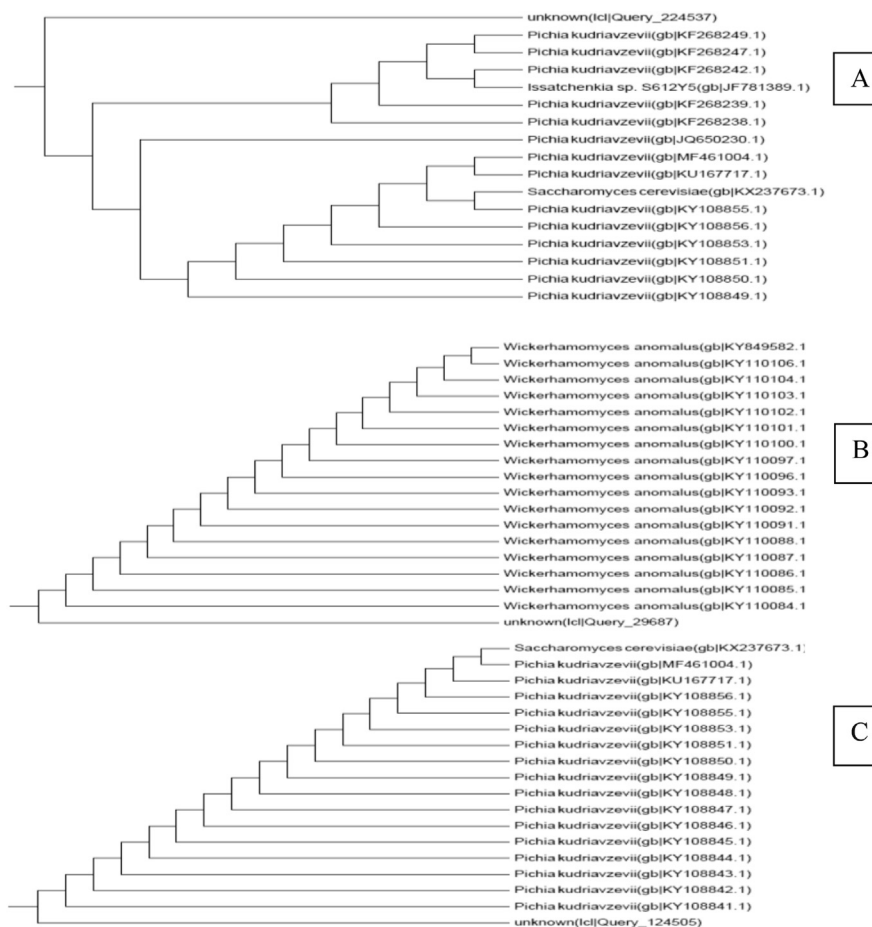 unknown(lcl|Query_224537)
Pichia kudriavzevii(gb|KF268249.1)
Pichia kudriavzevii(gb|KF268247.1)
Pichia kudriavzevii(gb|KF268242.1)
Issatchenkia sp. S612Y5(gb|JF781389.1)
Pichia kudriavzevii(gb|KF268239.1)
Pichia kudriavzevii(gb|KF268238.1)
Pichia kudriavzevii(gb|JQ650230.1)
Pichia kudriavzevii(gb|MF461004.1)
Pichia kudriavzevii(gb|KU167717.1)
Saccharomyces cerevisiae(gb|KX237673.1)
Pichia kudriavzevii(gb|KY108855.1)
Pichia kudriavzevii(gb|KY108856.1)
Pichia kudriavzevii(gb|KY108853.1)
Pichia kudriavzevii(gb|KY108851.1)
Pichia kudriavzevii(gb|KY108850.1)
Pichia kudriavzevii(gb|KY108849.1)
A
Wickerhamomyces anomalus(gb|KY849582.1
Wickerhamomyces anomalus(gb|KY110106.1
Wickerhamomyces anomalus(gb|KY110104.1
Wickerhamomyces anomalus(gb|KY110103.1
Wickerhamomyces anomalus(gb|KY110102.1
Wickerhamomyces anomalus(gb|KY110101.1
Wickerhamomyces anomalus(gb|KY110100.1
Wickerhamomyces anomalus(gb|KY110097.1
Wickerhamomyces anomalus(gb|KY110096.1
Wickerhamomyces anomalus(gb|KY110093.1
Wickerhamomyces anomalus(gb|KY110092.1
Wickerhamomyces anomalus(gb|KY110091.1
Wickerhamomyces anomalus(gb|KY110088.1
Wickerhamomyces anomalus(gb|KY110087.1
Wickerhamomyces anomalus(gb|KY110086.1
Wickerhamomyces anomalus(gb|KY110085.1
Wickerhamomyces anomalus(gb|KY110084.1
unknown(lcl|Query_29687)
B
Saccharomyces cerevisiae(gb|KX237673.1)
Pichia kudriavzevii(gb|MF461004.1)
Pichia kudriavzevii(gb|KU167717.1)
Pichia kudriavzevii(gb|KY108856.1)
Pichia kudriavzevii(gb|KY108855.1)
Pichia kudriavzevii(gb|KY108853.1)
Pichia kudriavzevii(gb|KY108851.1)
Pichia kudriavzevii(gb|KY108850.1)
Pichia kudriavzevii(gb|KY108849.1)
Pichia kudriavzevii(gb|KY108848.1)
Pichia kudriavzevii(gb|KY108847.1)
Pichia kudriavzevii(gb|KY108846.1)
Pichia kudriavzevii(gb|KY108845.1)
Pichia kudriavzevii(gb|KY108844.1)
Pichia kudriavzevii(gb|KY108843.1)
Pichia kudriavzevii(gb|KY108842.1)
Pichia kudriavzevii(gb|KY108841.1)
unknown(lcl|Query_124505)
C